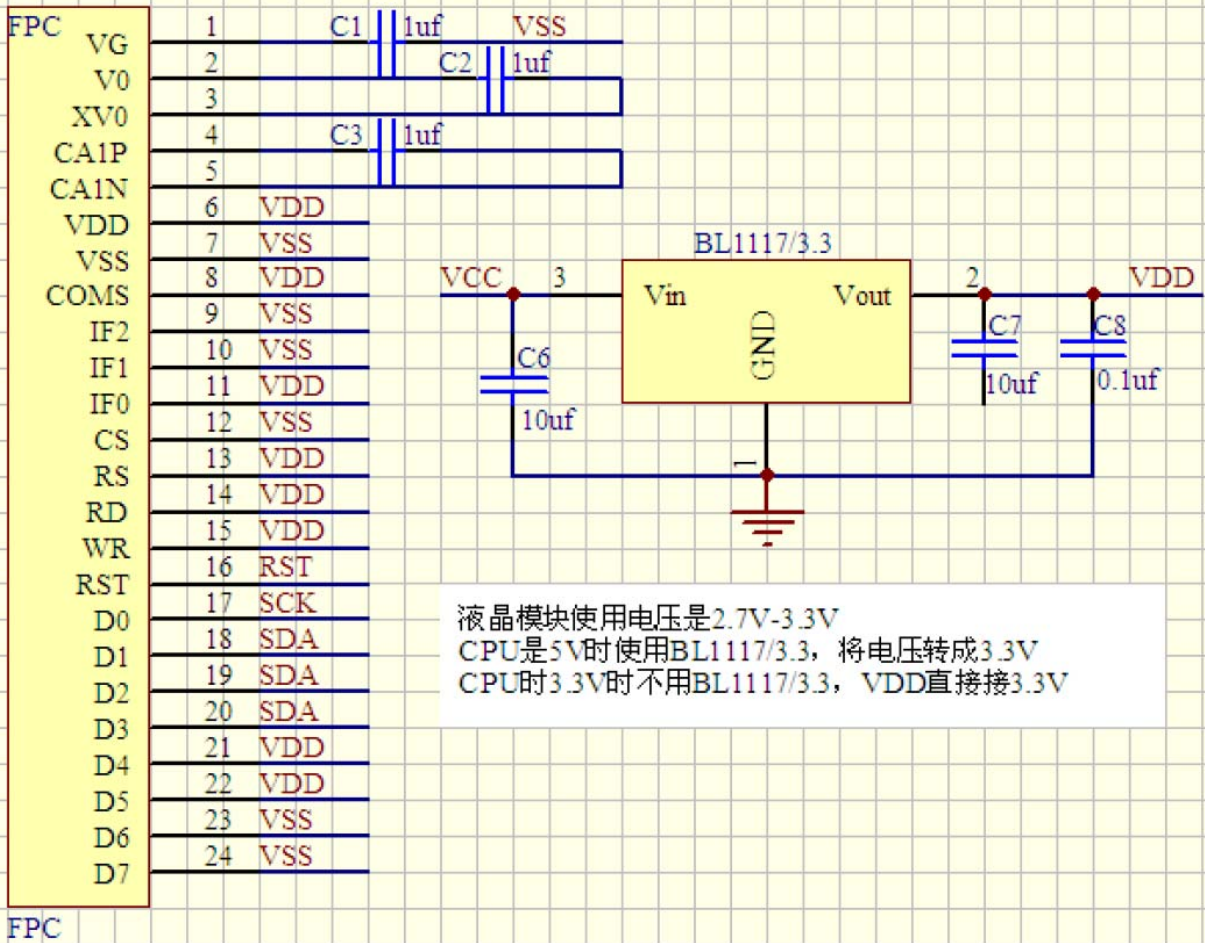 FPC
VG 1 C1 1uf VSS
V0 2 C2 1uf
XV0 3
CA1P 4 C3 1uf
CA1N 5
VDD 6 VDD
VSS 7 VSS
COMS 8 VDD
IF2 9 VSS
IF1 10 VSS
IF0 11 VDD
CS 12 VSS
RS 13 VDD
RD 14 VDD
WR 15 VDD
RST 16 RST
D0 17 SCK
D1 18 SDA
D2 19 SDA
D3 20 SDA
D4 21 VDD
D5 22 VDD
D6 23 VSS
D7 24 VSS
FPC
BL1117/3.3
VCC 3 Vin Vout 2 VDD
GND
C6
10uf
C7
10uf
C8
0.1uf
1
液晶模块使用电压是2.7V-3.3V
CPU是5V时使用BL1117/3.3，将电压转成3.3V
CPU时3.3V时不用BL1117/3.3，VDD直接接3.3V